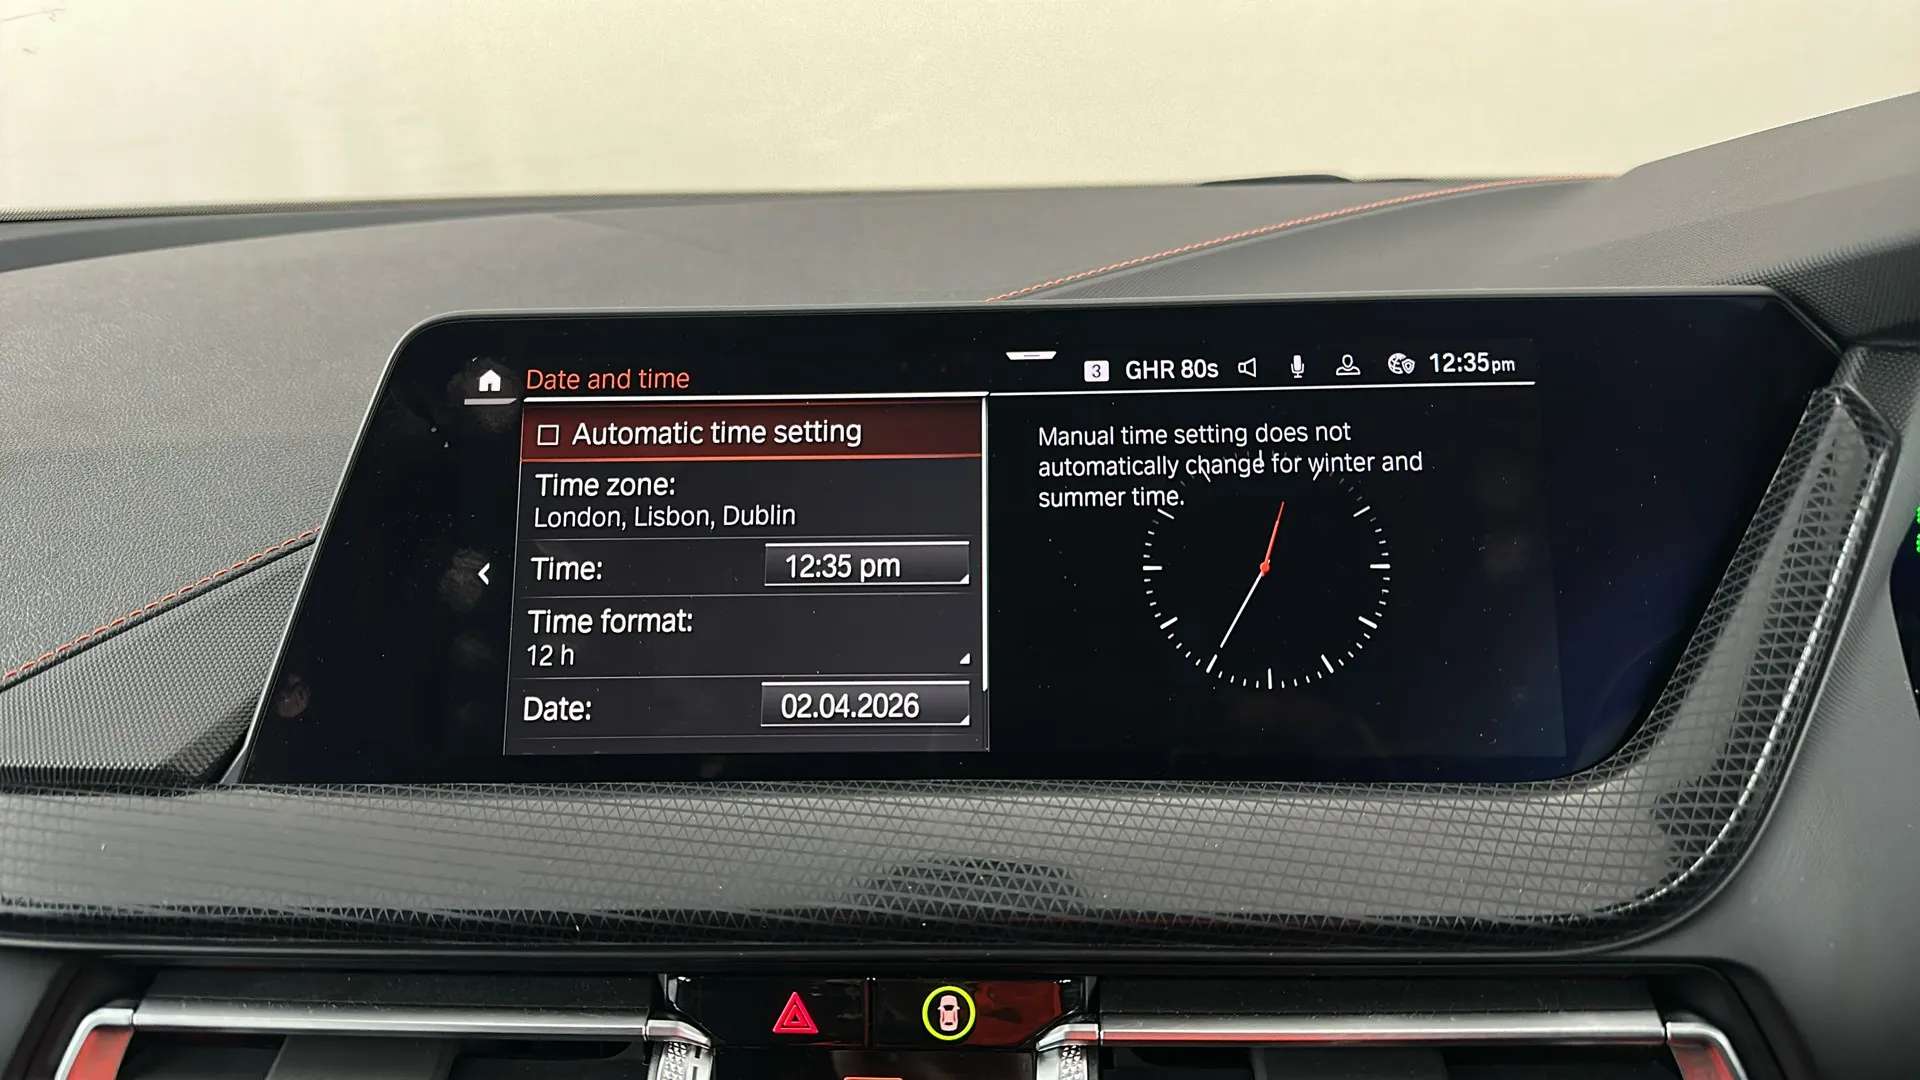 Date and time
3 GHR 80s 12:35pm
Automatic time setting
Time zone:
London, Lisbon, Dublin
Time: 12:35 pm
Time format:
12 h
Date: 02.04.2026
Manual time setting does not
automatically change for winter and
summer time.